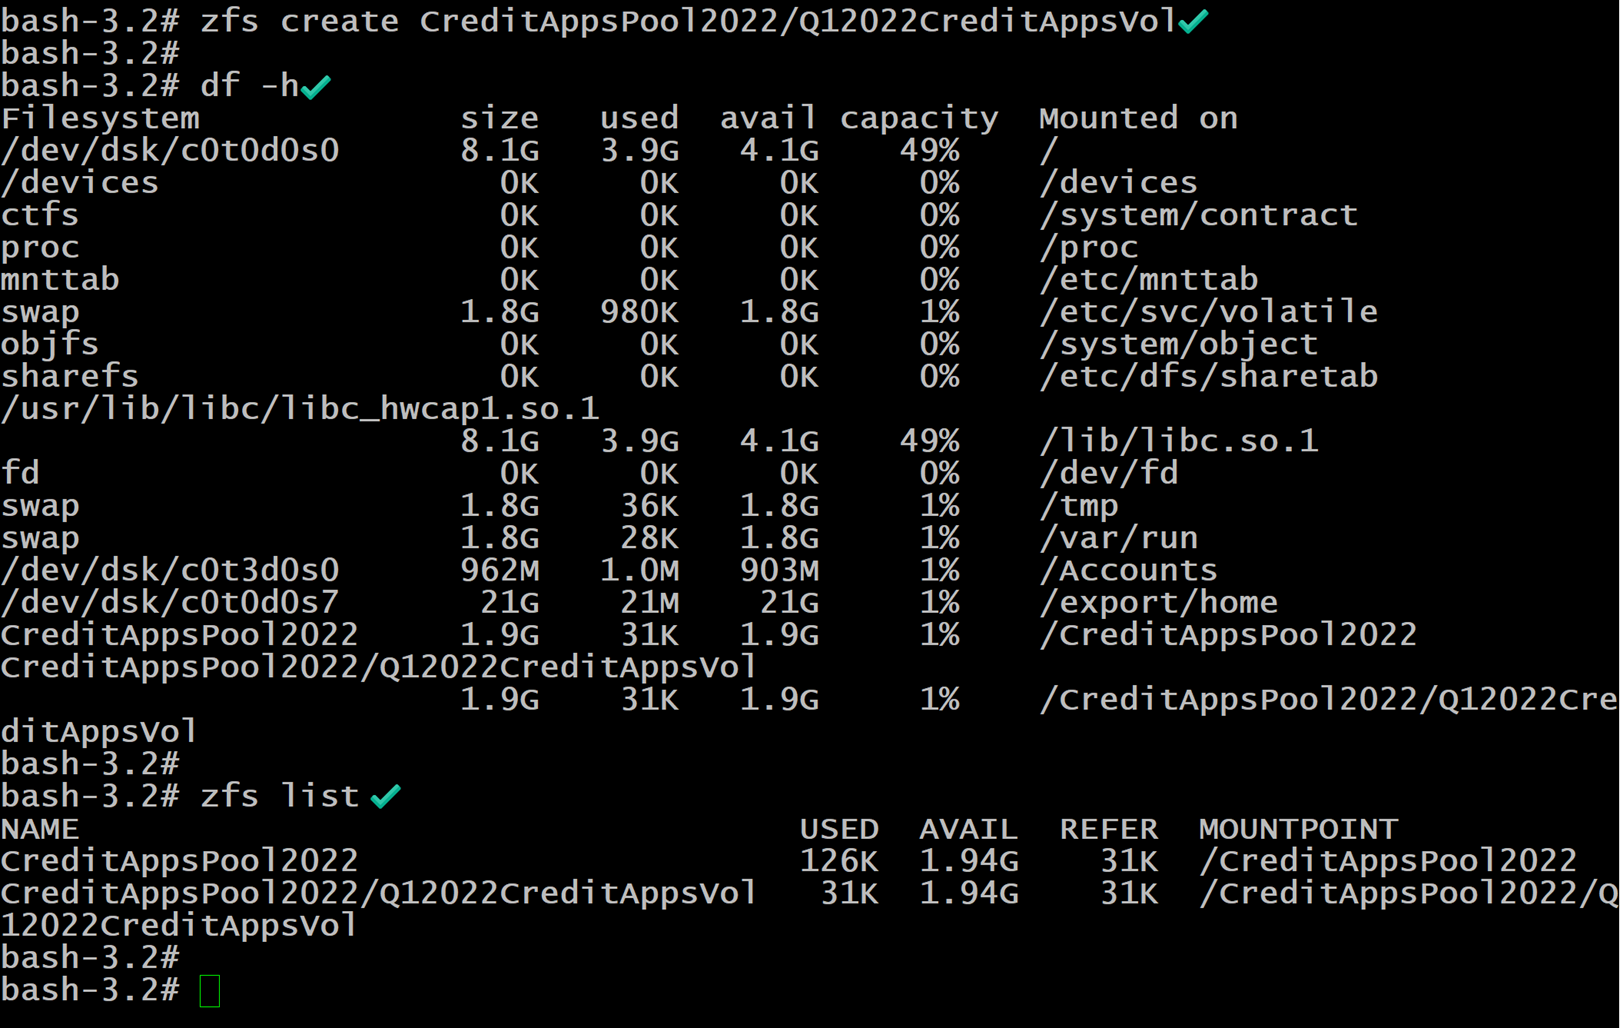 bash-3.2# zfs create CreditAppsPool2022/Q12022CreditAppsVol
bash-3.2#
bash-3.2# df -h
Filesystem             size   used  avail capacity  Mounted on
/dev/dsk/c0t0d0s0      8.1G   3.9G   4.1G    49%    /
/devices                 0K     0K     0K     0%    /devices
ctfs                     0K     0K     0K     0%    /system/contract
proc                     0K     0K     0K     0%    /proc
mnttab                   0K     0K     0K     0%    /etc/mnttab
swap                   1.8G   980K   1.8G     1%    /etc/svc/volatile
objfs                    0K     0K     0K     0%    /system/object
sharefs                  0K     0K     0K     0%    /etc/dfs/sharetab
/usr/lib/libc/libc_hwcap1.so.1
                       8.1G   3.9G   4.1G    49%    /lib/libc.so.1
fd                       0K     0K     0K     0%    /dev/fd
swap                   1.8G    36K   1.8G     1%    /tmp
swap                   1.8G    28K   1.8G     1%    /var/run
/dev/dsk/c0t3d0s0      962M   1.0M   903M     1%    /Accounts
/dev/dsk/c0t0d0s7       21G    21M    21G     1%    /export/home
CreditAppsPool2022     1.9G    31K   1.9G     1%    /CreditAppsPool2022
CreditAppsPool2022/Q12022CreditAppsVol
                       1.9G    31K   1.9G     1%    /CreditAppsPool2022/Q12022Cre
ditAppsVol
bash-3.2#
bash-3.2# zfs list
NAME                                    USED  AVAIL  REFER  MOUNTPOINT
CreditAppsPool2022                      126K  1.94G    31K  /CreditAppsPool2022
CreditAppsPool2022/Q12022CreditAppsVol   31K  1.94G    31K  /CreditAppsPool2022/Q
12022CreditAppsVol
bash-3.2#
bash-3.2#